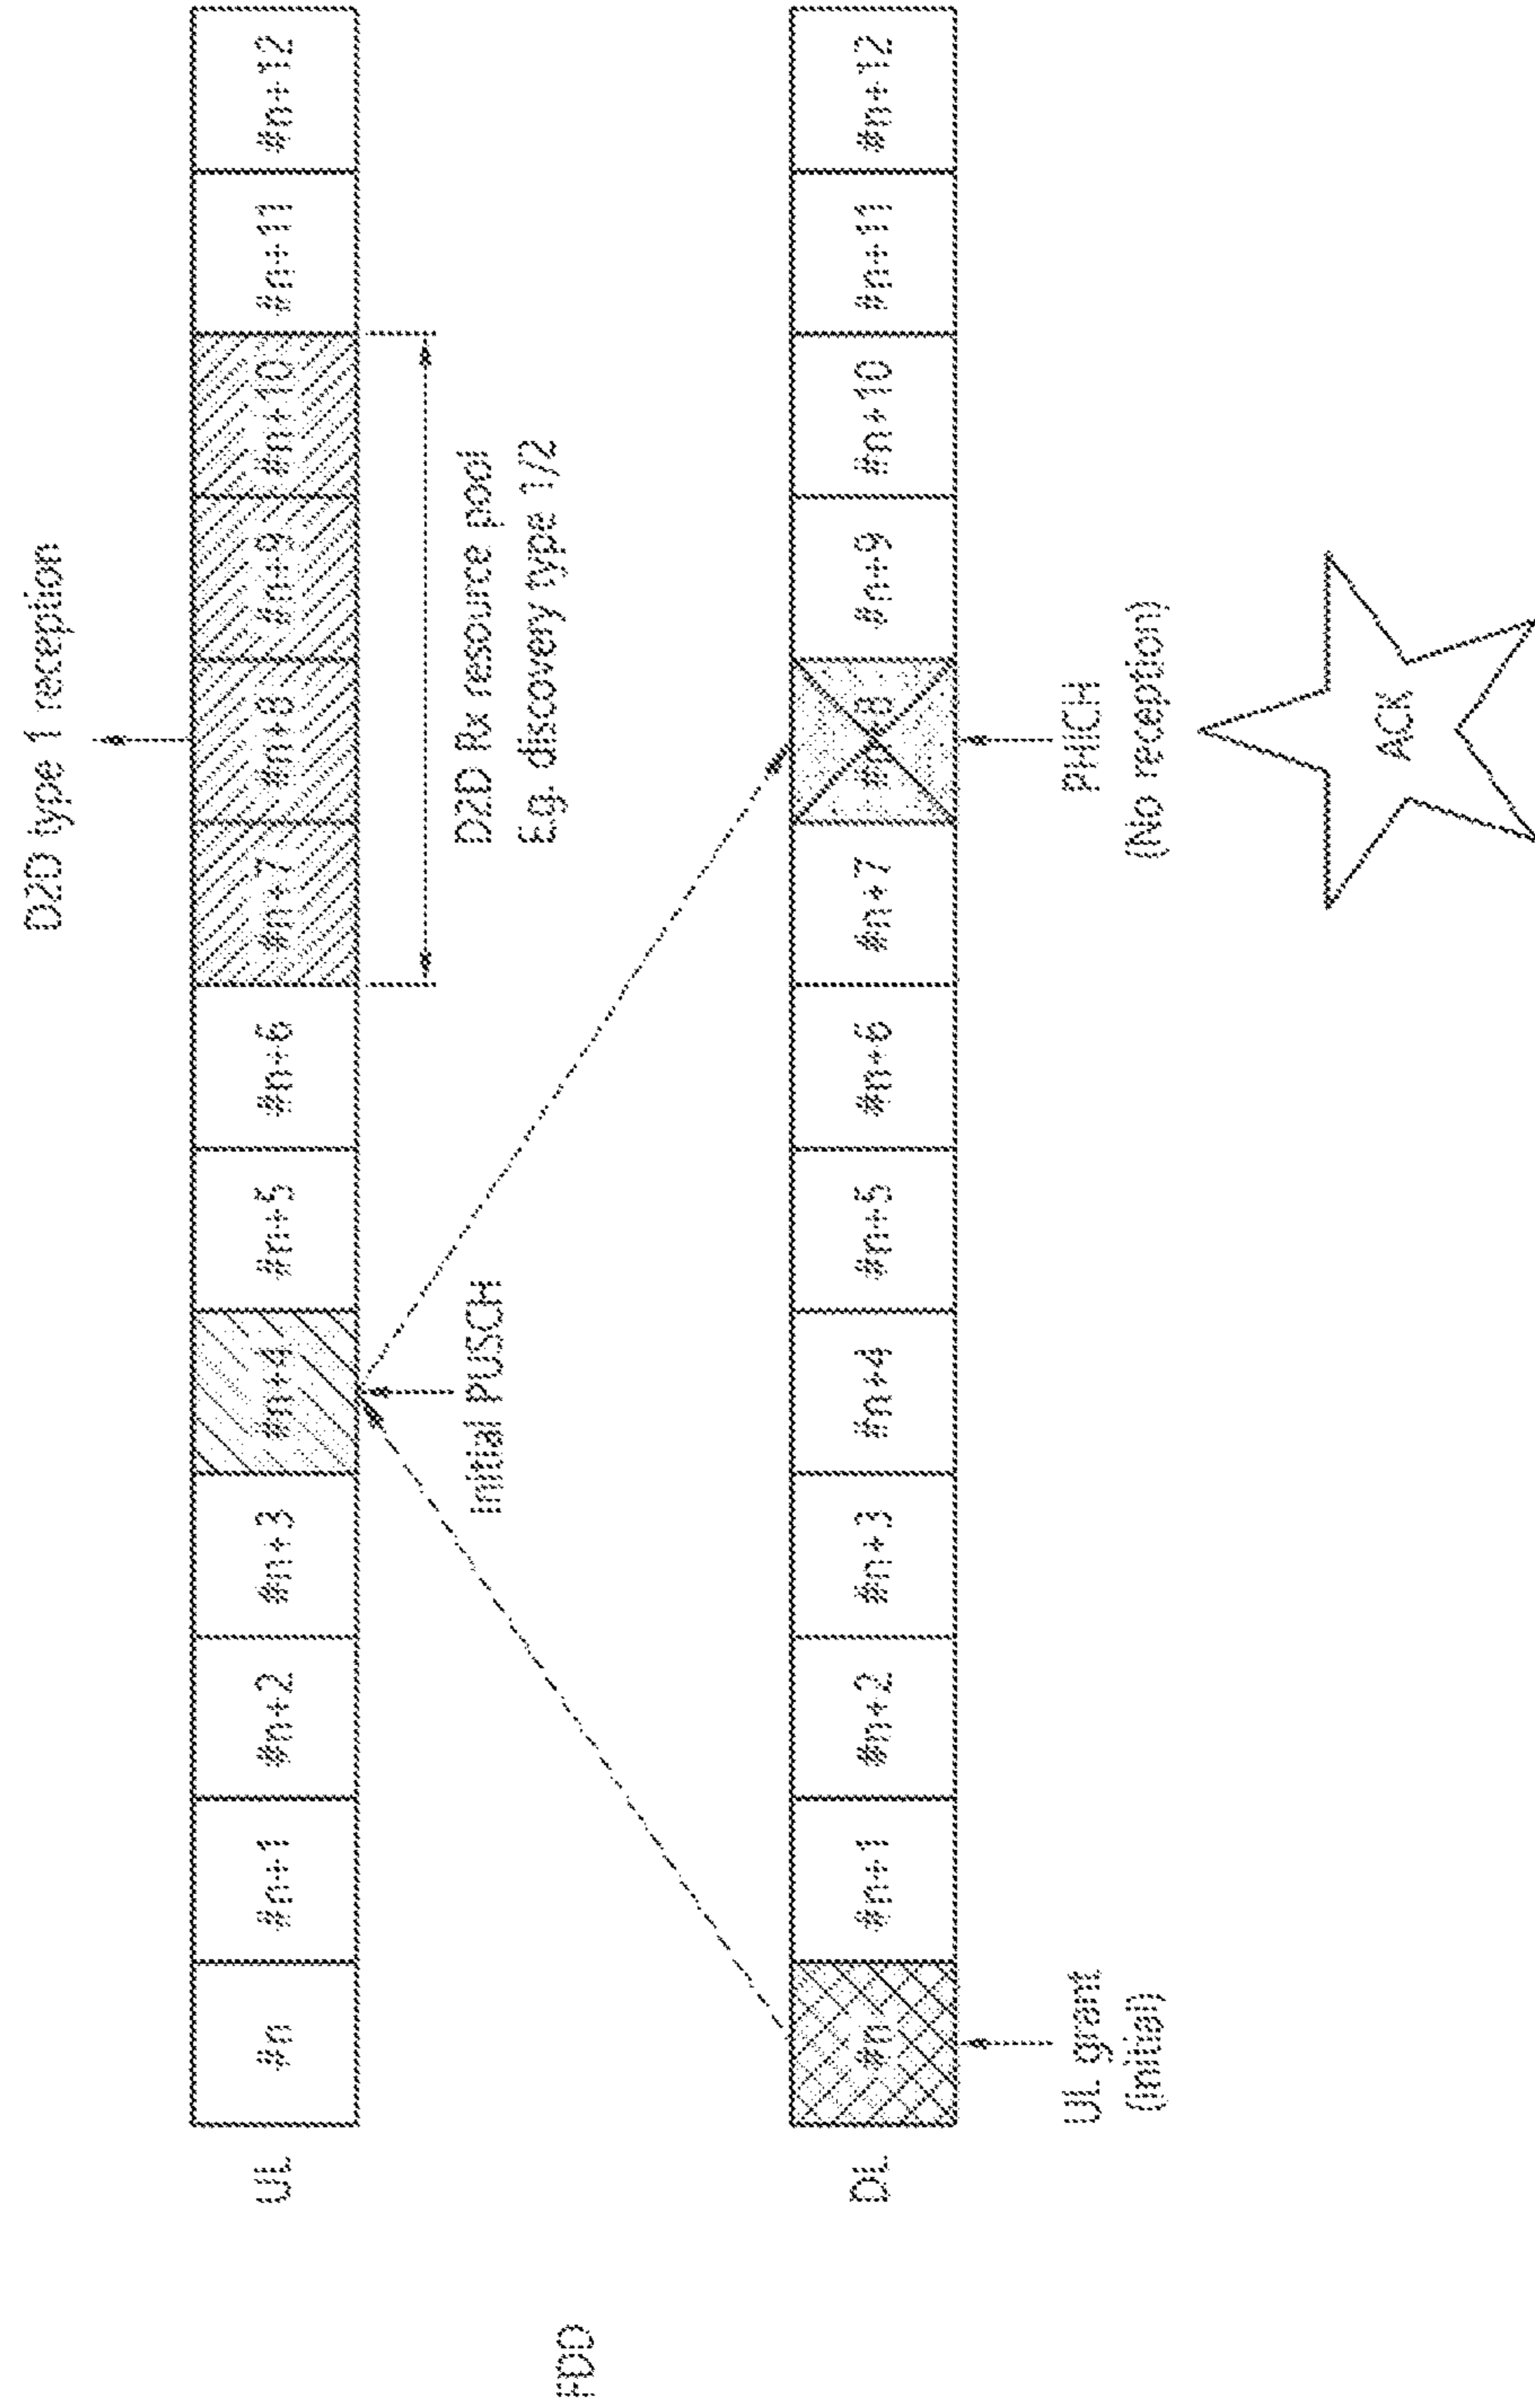 D2D type 1 reception
UL
#n
#n+1
#n+2
#n+3
#n+4
#n+5
#n+6
#n+7
#n+8
#n+9
#n+10
#n+11
#n+12
Initial PUSCH
D2D Rx resource pool
E.g. discovery type 1/2
FDD
DL
#n
#n+1
#n+2
#n+3
#n+4
#n+5
#n+6
#n+7
#n+8
#n+9
#n+10
#n+11
#n+12
UL grant
(initial)
PHICH
(No reception)
ACK